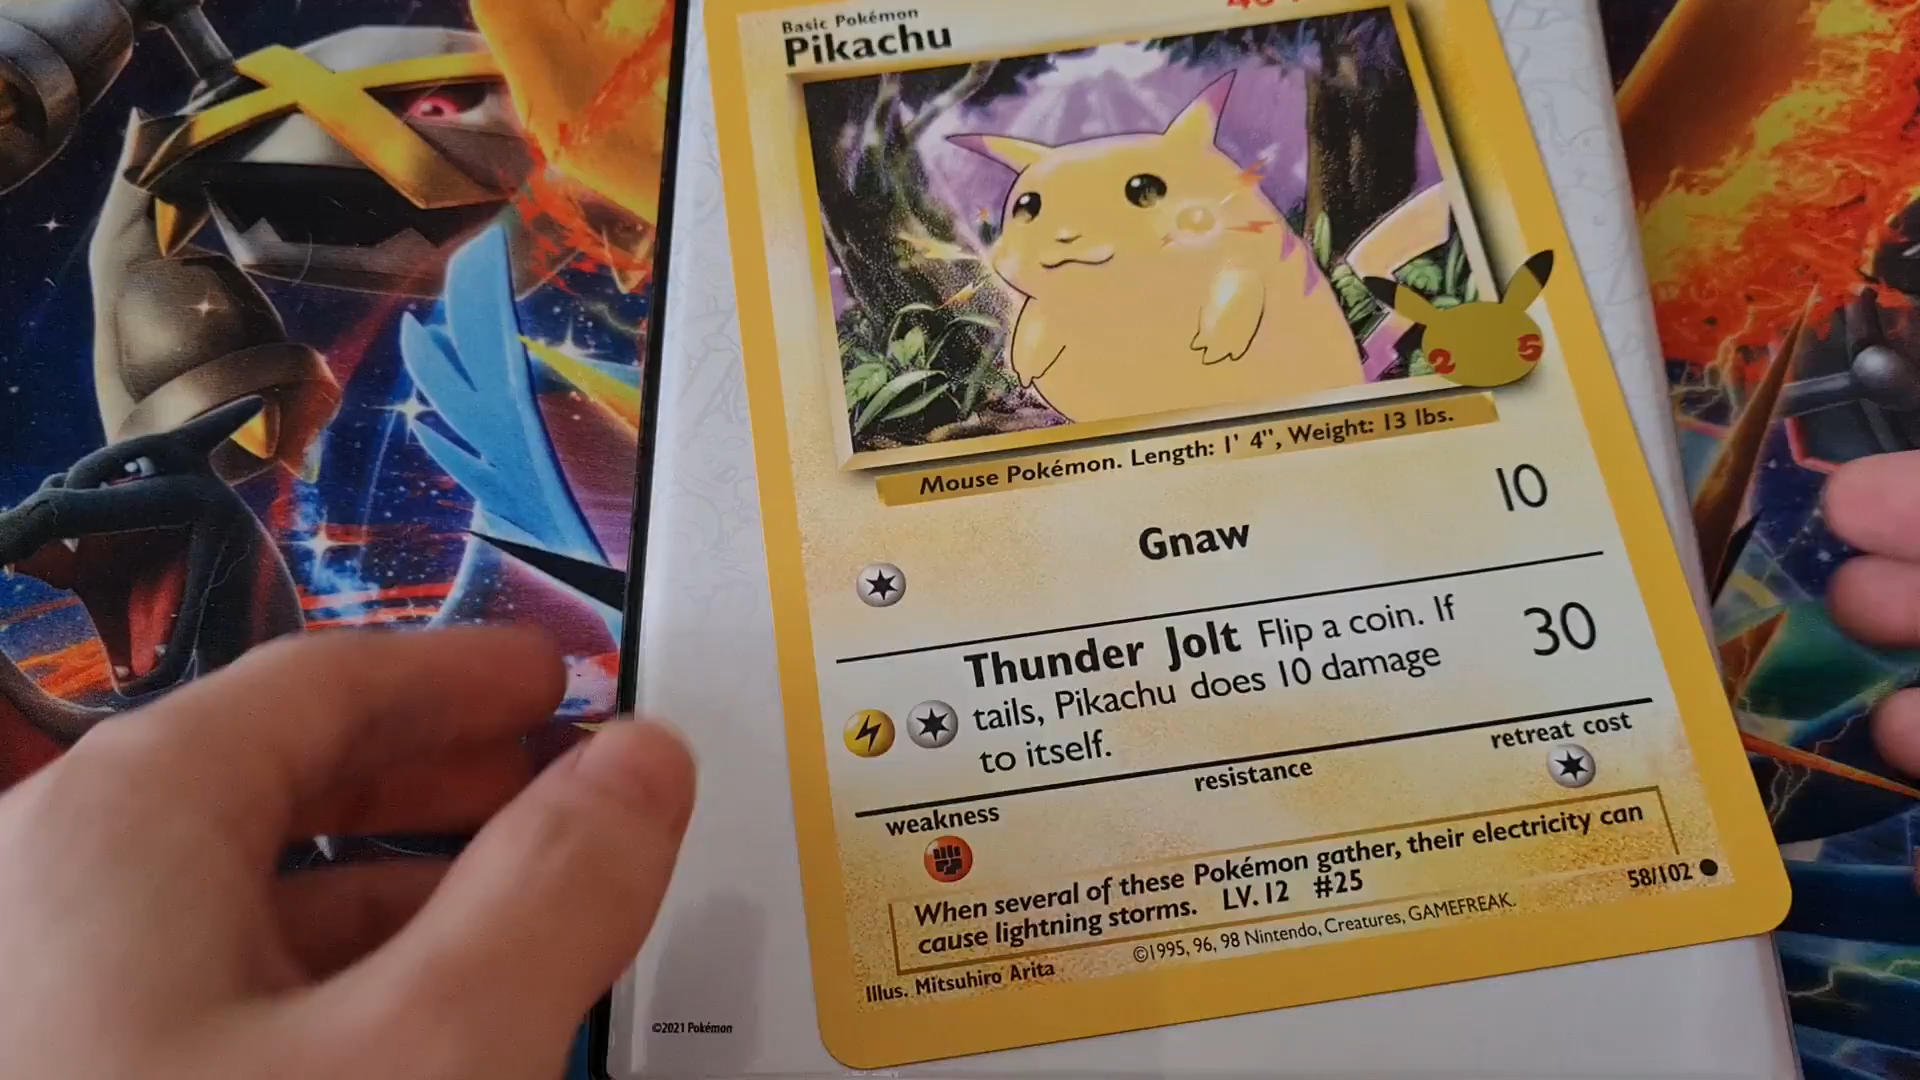 Basic Pokémon
Pikachu
2 5
Mouse Pokémon. Length: 1' 4", Weight: 13 lbs.
Gnaw
10
Thunder Jolt Flip a coin. If
tails, Pikachu does 10 damage
to itself.
30
weakness
resistance
retreat cost
When several of these Pokémon gather, their electricity can
cause lightning storms. LV. 12 #25
58/102
Illus. Mitsuhiro Arita
©1995, 96, 98 Nintendo, Creatures, GAMEFREAK.
©2021 Pokémon